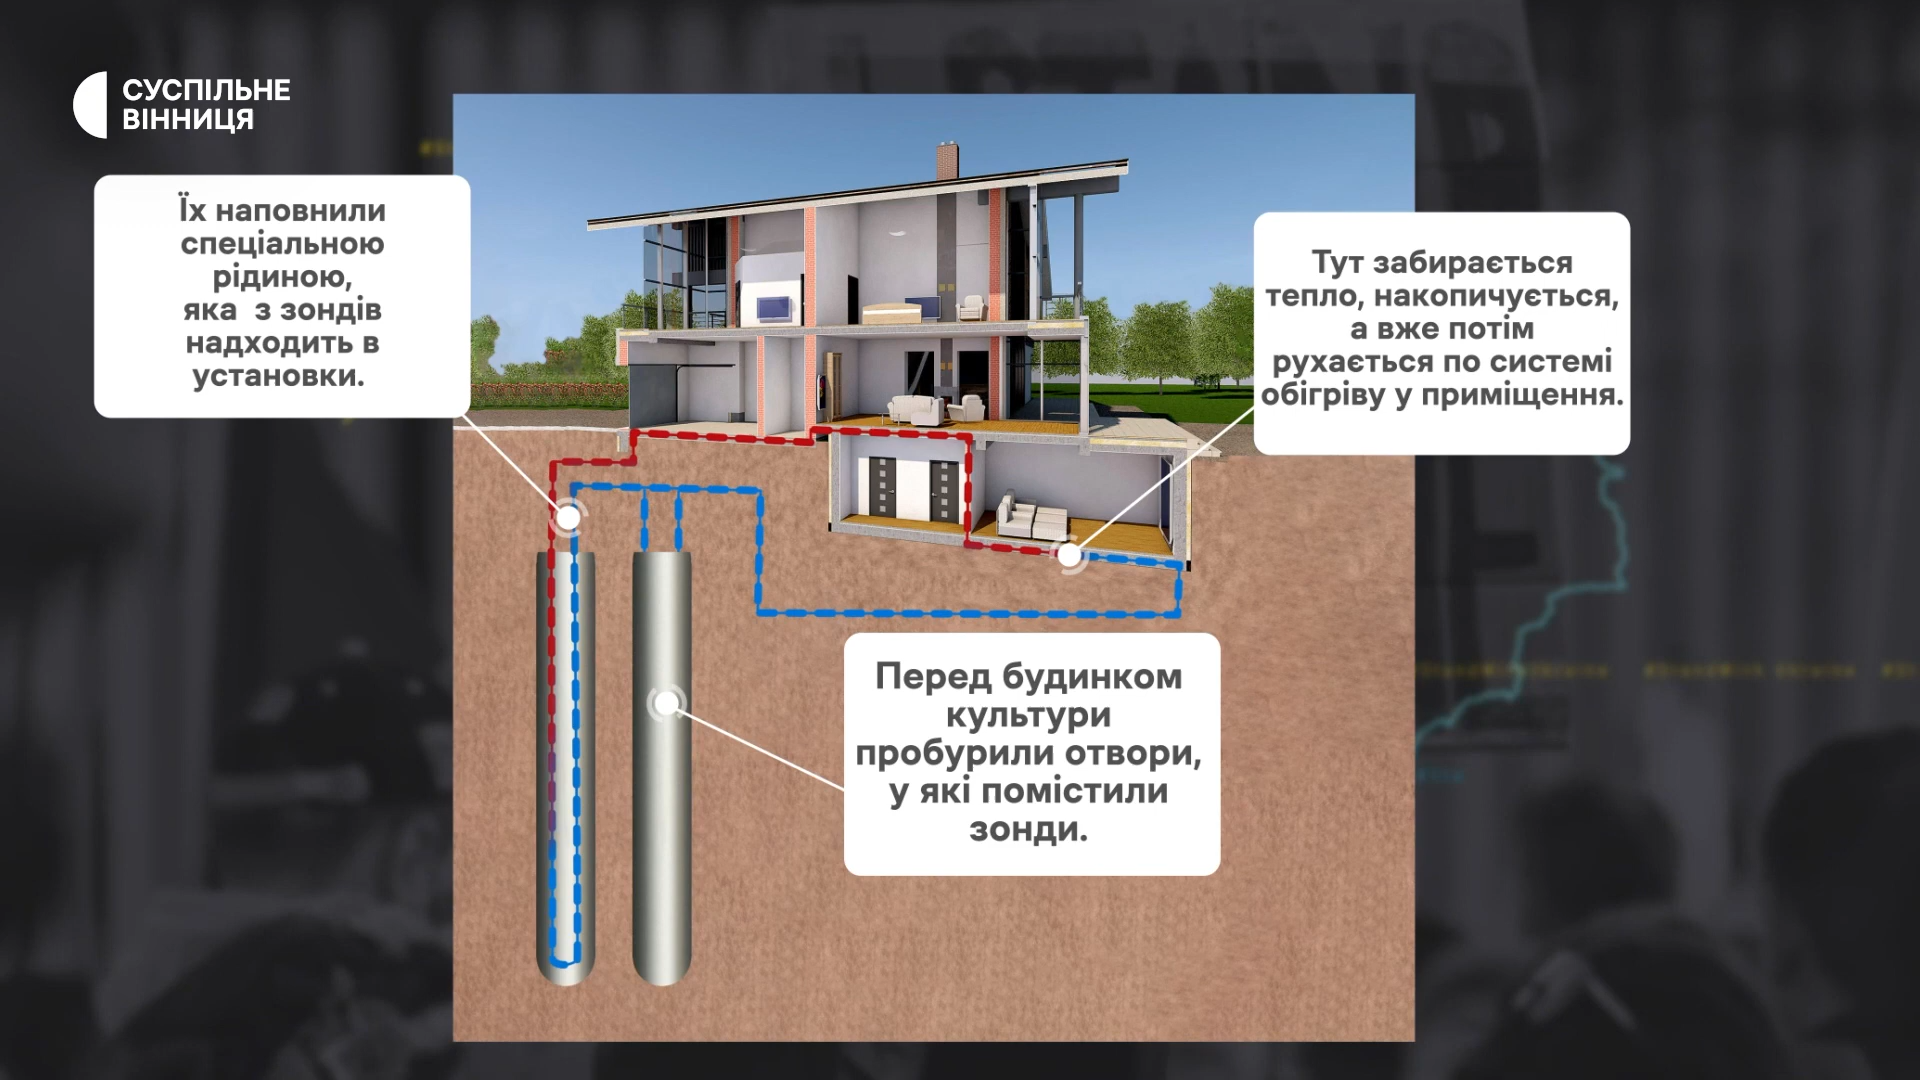 СУСПІЛЬНЕ
ВІННИЦЯ
Їх наповнили
спеціальною
рідиною,
яка з зондів
надходить в
установки.
Тут забирається
тепло, накопичується,
а вже потім
рухається по системі
обігріву у приміщення.
Перед будинком
культури
пробурили отвори,
у які помістили
зонди.